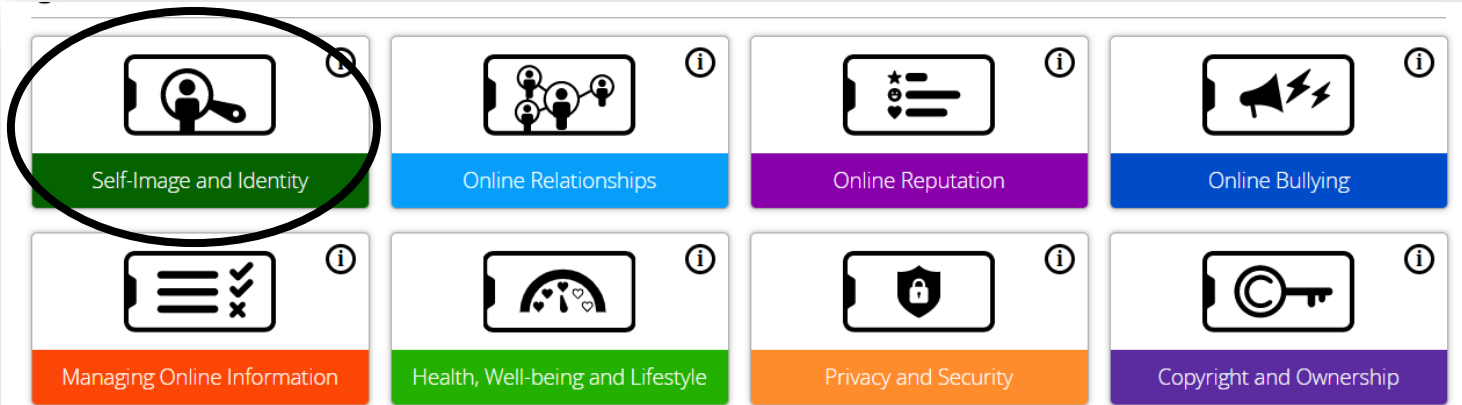 Self-Image and Identity
Online Relationships
Online Reputation
Online Bullying
Managing Online Information
Health, Well-being and Lifestyle
Privacy and Security
Copyright and Ownership